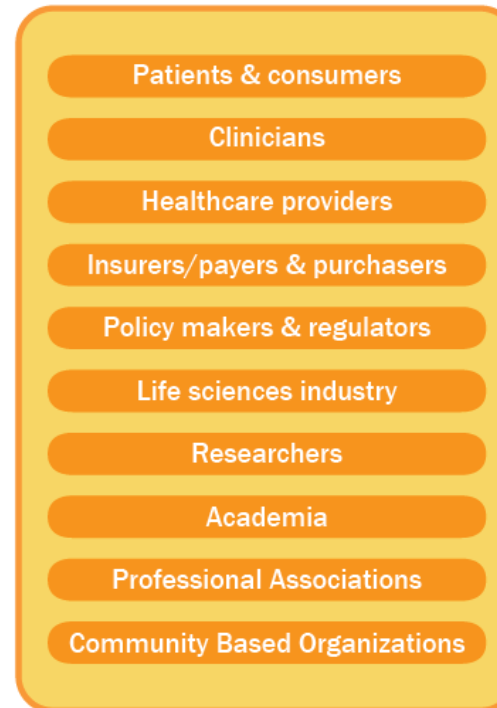 Patients & consumers
Clinicians
Healthcare providers
Insurers/payers & purchasers
Policy makers & regulators
Life sciences industry
Researchers
Academia
Professional Associations
Community Based Organizations